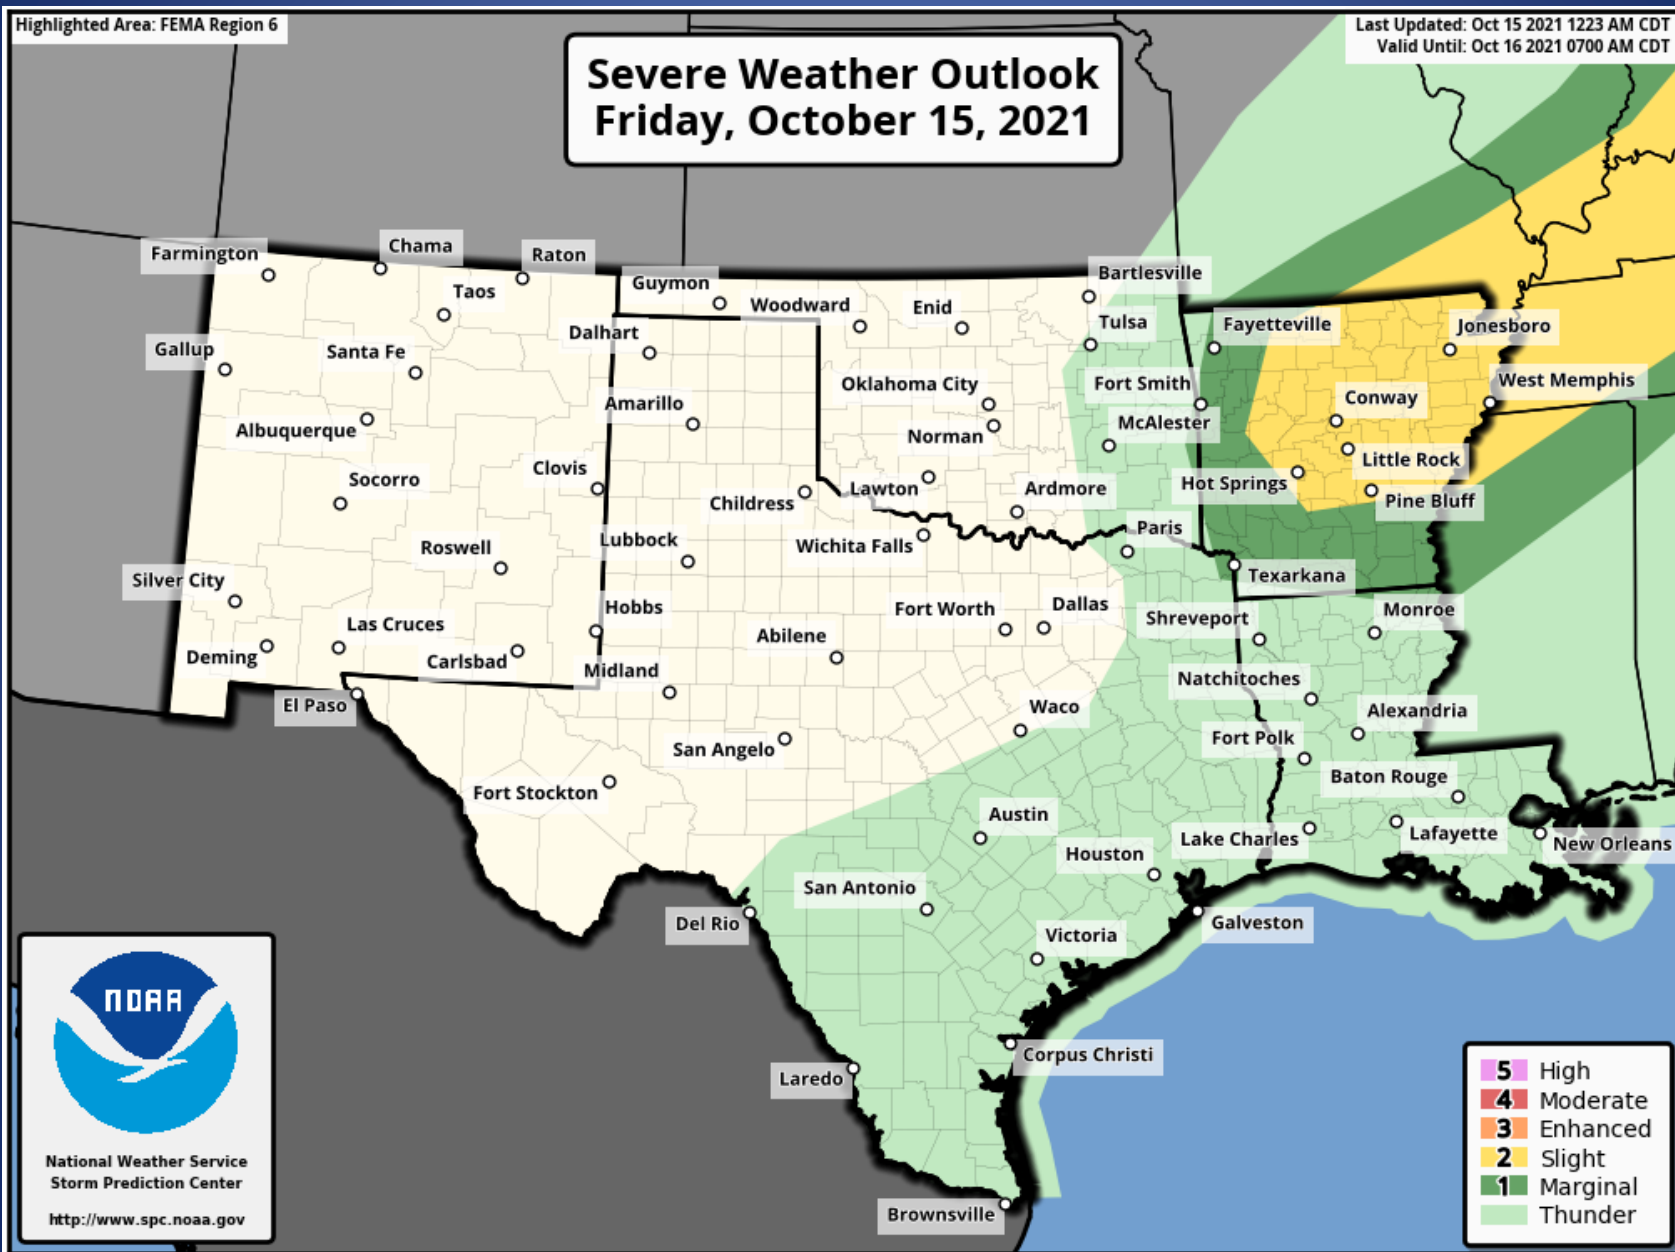 Highlighted Area: FEMA Region 6
Last Updated: Oct 15 2021 1223 AM CDT
Valid Until: Oct 16 2021 0700 AM CDT
Severe Weather Outlook
Friday, October 15, 2021
Farmington
Chama
Raton
Taos
Guymon
Woodward
Enid
Bartlesville
Tulsa
Fayetteville
Jonesboro
Gallup
Santa Fe
Dalhart
Oklahoma City
Fort Smith
West Memphis
Albuquerque
Amarillo
Norman
McAlester
Conway
Little Rock
Socorro
Clovis
Childress
Lawton
Ardmore
Hot Springs
Pine Bluff
Roswell
Lubbock
Wichita Falls
Paris
Texarkana
Silver City
Las Cruces
Hobbs
Fort Worth
Dallas
Shreveport
Monroe
Deming
Carlsbad
Midland
Abilene
Natchitoches
El Paso
San Angelo
Waco
Alexandria
Fort Polk
Fort Stockton
Baton Rouge
Austin
Houston
Lake Charles
Lafayette
New Orleans
San Antonio
Del Rio
Victoria
Galveston
Corpus Christi
Laredo
Brownsville
NOAA
National Weather Service
Storm Prediction Center
http://www.spc.noaa.gov
5 High
4 Moderate
3 Enhanced
2 Slight
1 Marginal
Thunder